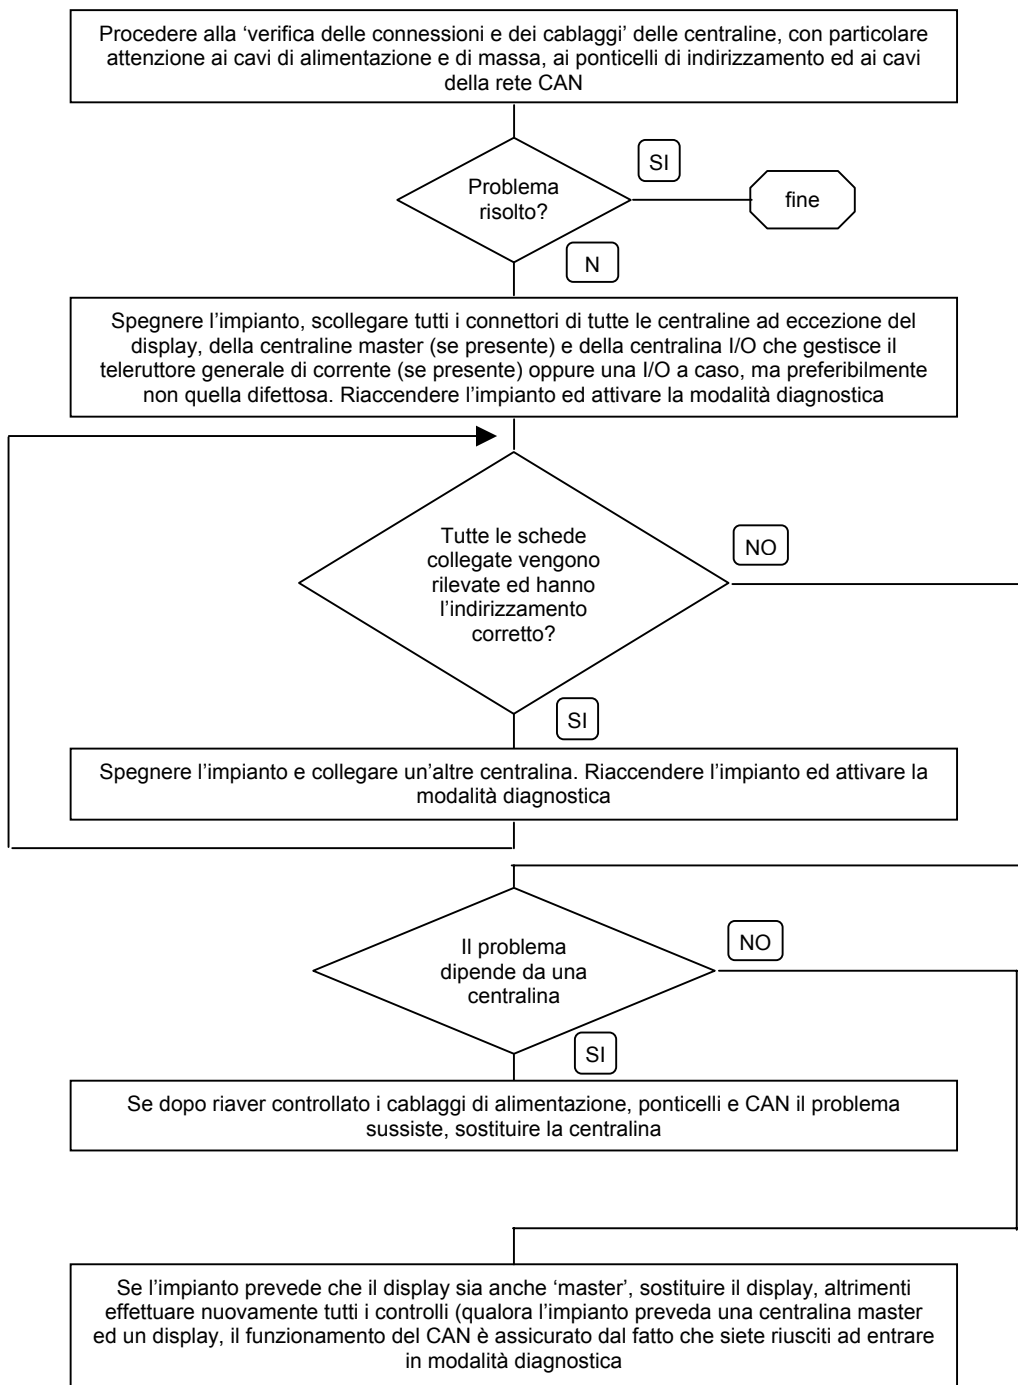 Procedere alla ‘verifica delle connessioni e dei cablaggi’ delle centraline, con particolare
attenzione ai cavi di alimentazione e di massa, ai ponticelli di indirizzamento ed ai cavi
della rete CAN
SI
Problema
risolto?
fine
N
Spegnere l’impianto, scollegare tutti i connettori di tutte le centraline ad eccezione del
display, della centraline master (se presente) e della centralina I/O che gestisce il
teleruttore generale di corrente (se presente) oppure una I/O a caso, ma preferibilmente
non quella difettosa. Riaccendere l’impianto ed attivare la modalità diagnostica
Tutte le schede
collegate vengono
rilevate ed hanno
l’indirizzamento
corretto?
NO
SI
Spegnere l’impianto e collegare un’altre centralina. Riaccendere l’impianto ed attivare la
modalità diagnostica
Il problema
dipende da una
centralina
NO
SI
Se dopo riaver controllato i cablaggi di alimentazione, ponticelli e CAN il problema
sussiste, sostituire la centralina
Se l’impianto prevede che il display sia anche ‘master’, sostituire il display, altrimenti
effettuare nuovamente tutti i controlli (qualora l’impianto preveda una centralina master
ed un display, il funzionamento del CAN è assicurato dal fatto che siete riusciti ad entrare
in modalità diagnostica